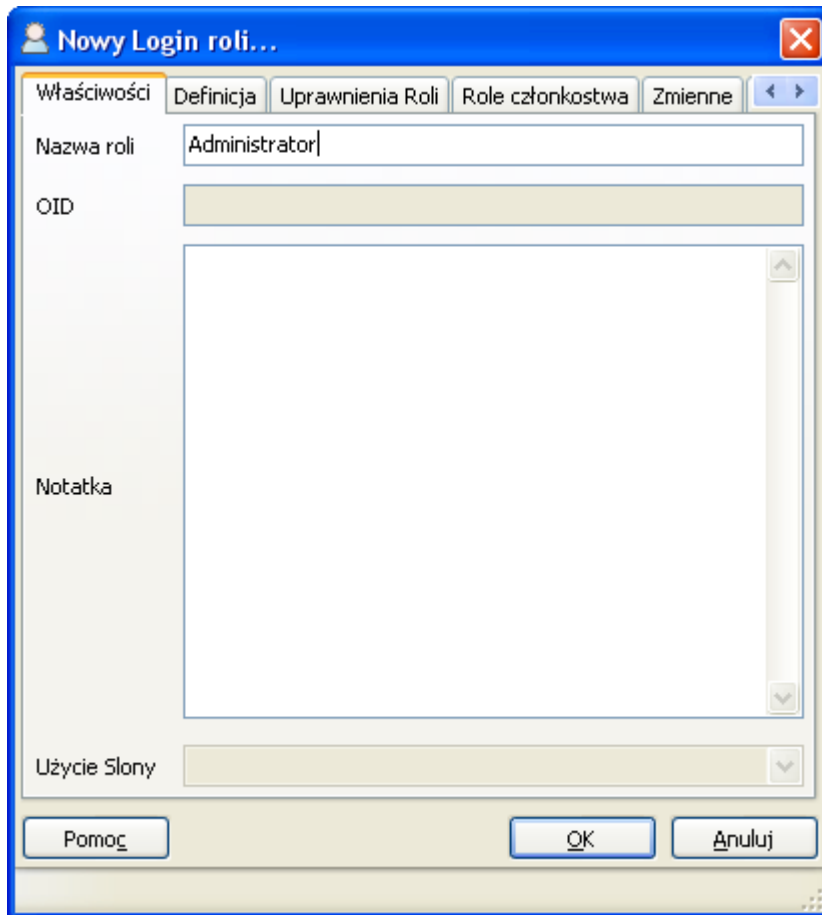 Nowy Login roli...
Właściwości Definicja Uprawnienia Roli Role członkostwa Zmienne
Nazwa roli Administrator
OID
Notatka
Użycie Slony
Pomoc OK Anuluj